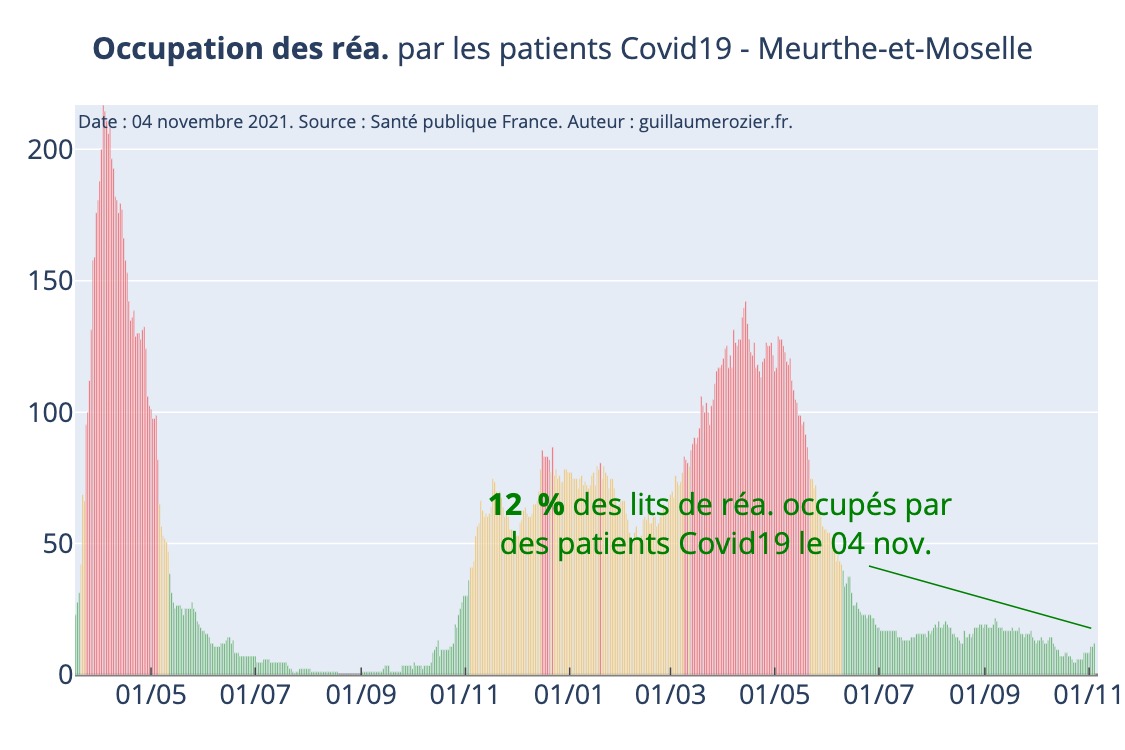 Occupation des réa. par les patients Covid19 - Meurthe-et-Moselle
Date : 04 novembre 2021. Source : Santé publique France. Auteur : guillaumerozier.fr.
200
150
100
50
0
12 % des lits de réa. occupés par
des patients Covid19 le 04 nov.
01/05 01/07 01/09 01/11 01/01 01/03 01/05 01/07 01/09 01/11